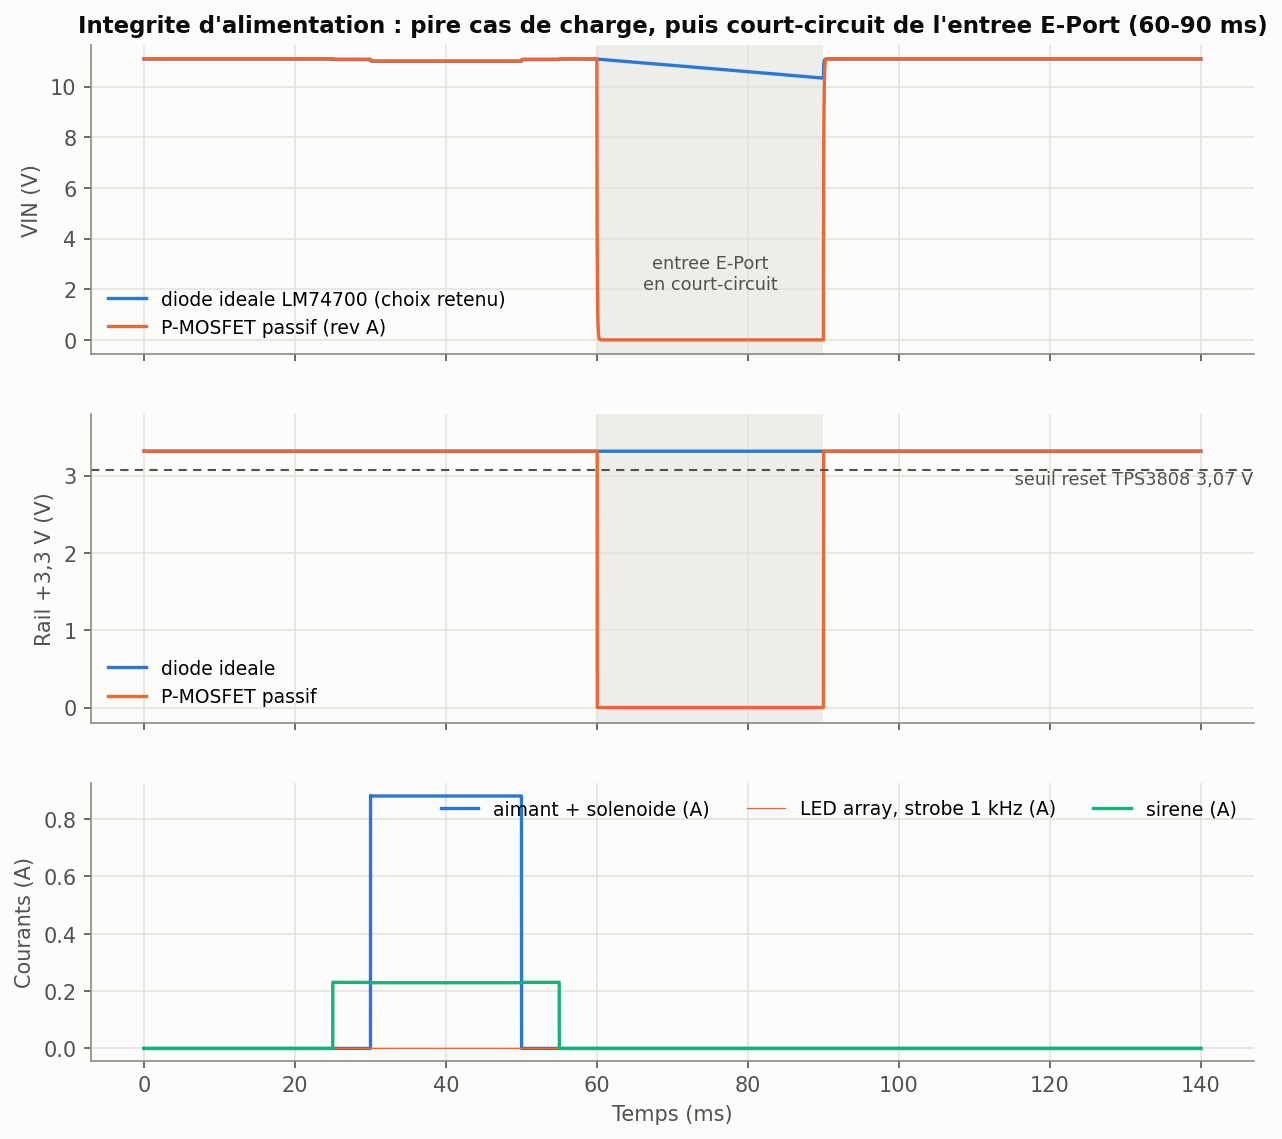 Integrite d'alimentation : pire cas de charge, puis court-circuit de l'entree E-Port (60-90 ms)
VIN (V)
10
8
6
4
2
0
entree E-Port
en court-circuit
diode ideale LM74700 (choix retenu)
P-MOSFET passif (rev A)
Rail +3,3 V (V)
3
2
1
0
seuil reset TPS3808 3,07 V
diode ideale
P-MOSFET passif
Courants (A)
0.8
0.6
0.4
0.2
0.0
aimant + solenoide (A)
LED array, strobe 1 kHz (A)
sirene (A)
0
20
40
60
80
100
120
140
Temps (ms)